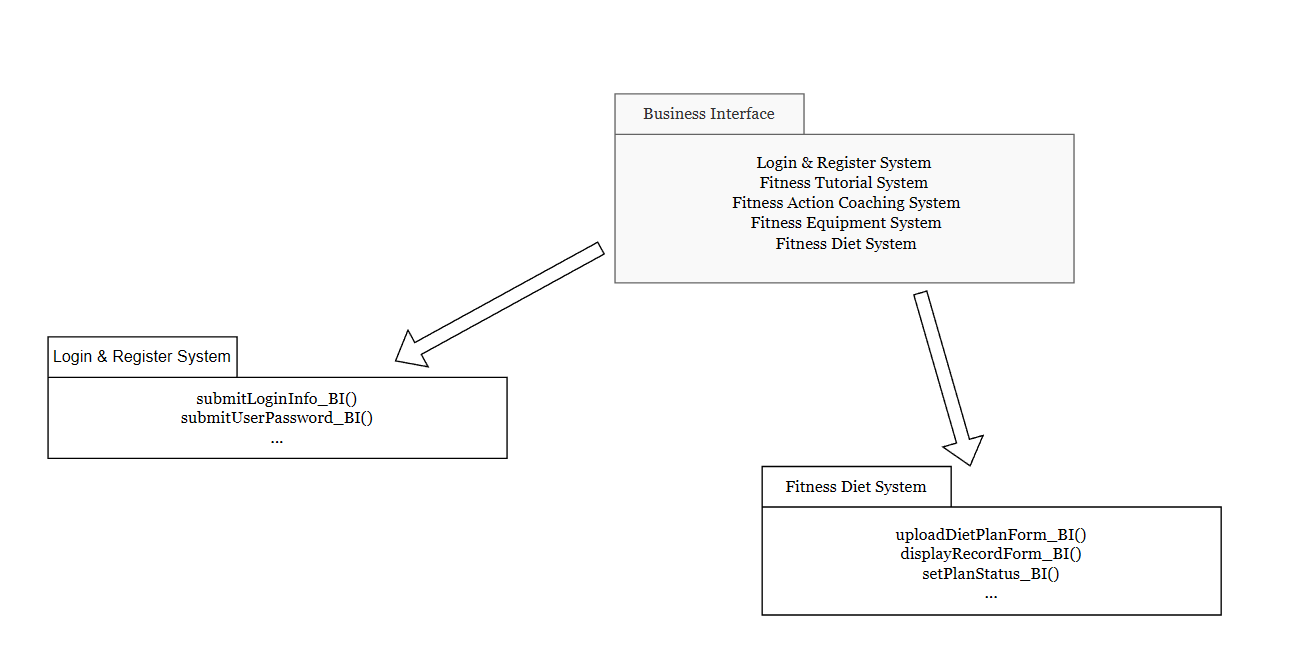 Business Interface
Login & Register System
Fitness Tutorial System
Fitness Action Coaching System
Fitness Equipment System
Fitness Diet System
Login & Register System
submitLoginInfo_BI()
submitUserPassword_BI()
...
Fitness Diet System
uploadDietPlanForm_BI()
displayRecordForm_BI()
setPlanStatus_BI()
...